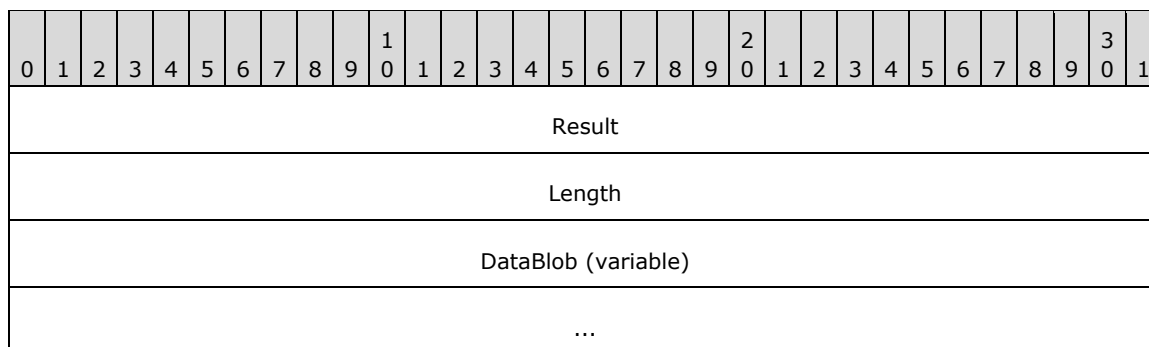 1 2 3
0 1 2 3 4 5 6 7 8 9 0 1 2 3 4 5 6 7 8 9 0 1 2 3 4 5 6 7 8 9 0 1
Result
Length
DataBlob (variable)
...